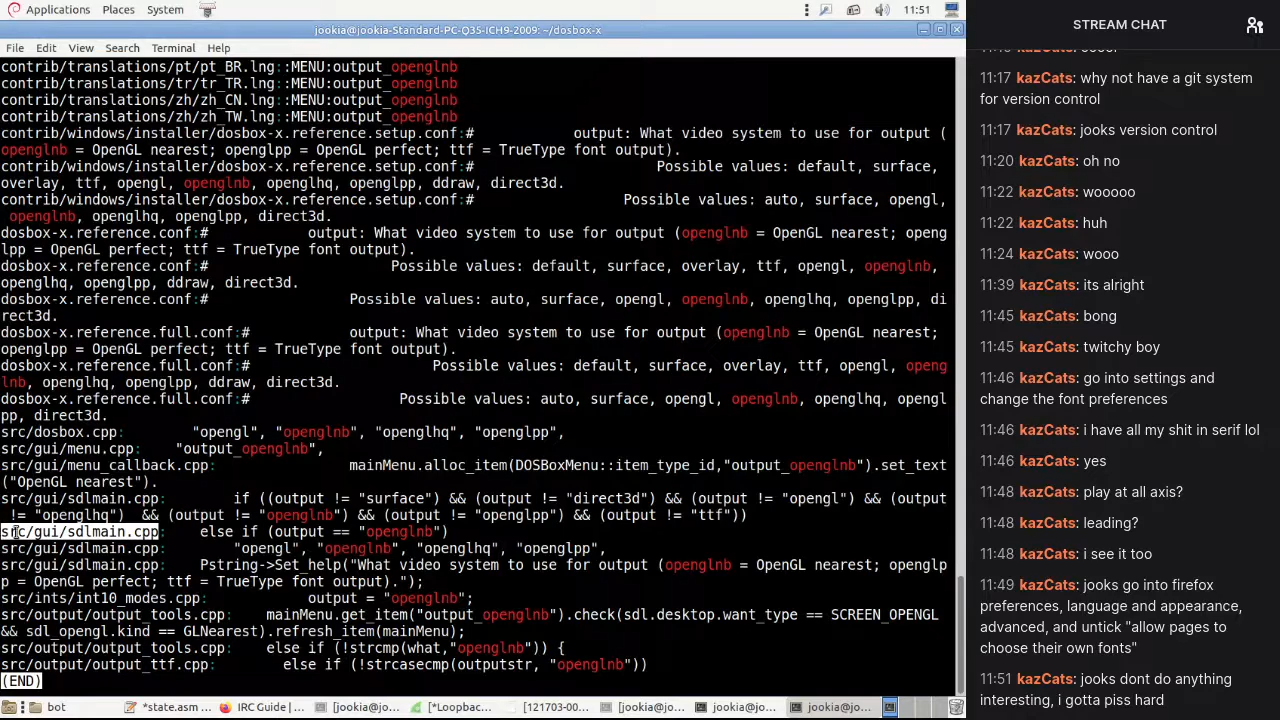 Applications Places System 11:51
jookia@jookia-Standard-PC-Q35-ICH9-2009: ~/dosbox-x
File Edit View Search Terminal Help
contrib/translations/pt/pt_BR.lng::MENU:output_openglnb
contrib/translations/tr/tr_TR.lng::MENU:output_openglnb
contrib/translations/zh/zh_CN.lng::MENU:output_openglnb
contrib/translations/zh/zh_TW.lng::MENU:output_openglnb
contrib/windows/installer/dosbox-x.reference.setup.conf:# output: What video system to use for output (
openglnb = OpenGL nearest; openglpp = OpenGL perfect; ttf = TrueType font output).
contrib/windows/installer/dosbox-x.reference.setup.conf:# Possible values: default, surface,
overlay, ttf, opengl, openglnb, openglhq, openglpp, ddraw, direct3d.
contrib/windows/installer/dosbox-x.reference.setup.conf:# Possible values: auto, surface, opengl,
openglnb, openglhq, openglpp, direct3d.
dosbox-x.reference.conf:# output: What video system to use for output (openglnb = OpenGL nearest; openg
lpp = OpenGL perfect; ttf = TrueType font output).
dosbox-x.reference.conf:# Possible values: default, surface, overlay, ttf, opengl, openglnb,
openglhq, openglpp, ddraw, direct3d.
dosbox-x.reference.conf:# Possible values: auto, surface, opengl, openglnb, openglhq, openglpp, di
rect3d.
dosbox-x.reference.full.conf:# output: What video system to use for output (openglnb = OpenGL nearest;
openglpp = OpenGL perfect; ttf = TrueType font output).
dosbox-x.reference.full.conf:# Possible values: default, surface, overlay, ttf, opengl, openg
lnb, openglhq, openglpp, ddraw, direct3d.
dosbox-x.reference.full.conf:# Possible values: auto, surface, opengl, openglnb, openglhq, opengl
pp, direct3d.
src/dosbox.cpp: "opengl", "openglnb", "openglhq", "openglpp",
src/gui/menu.cpp: "output_openglnb",
src/gui/menu_callback.cpp: mainMenu.alloc_item(DOSBoxMenu::item_type_id,"output_openglnb").set_text
("OpenGL nearest").
src/gui/sdlmain.cpp: if ((output != "surface") && (output != "direct3d") && (output != "opengl") && (output
!= "openglhq") && (output != "openglnb") && (output != "openglpp") && (output != "ttf"))
src/gui/sdlmain.cpp: else if (output == "openglnb")
src/gui/sdlmain.cpp: "opengl", "openglnb", "openglhq", "openglpp",
src/gui/sdlmain.cpp: Pstring->Set_help("What video system to use for output (openglnb = OpenGL nearest; openglp
p = OpenGL perfect; ttf = TrueType font output).");
src/ints/int10_modes.cpp: output = "openglnb";
src/output/output_tools.cpp: mainMenu.get_item("output_openglnb").check(sdl.desktop.want_type == SCREEN_OPENGL
&& sdl_opengl.kind == GLNearest).refresh_item(mainMenu);
src/output/output_tools.cpp: else if (!strcmp(what,"openglnb")) {
src/output/output_ttf.cpp: else if (!strcasecmp(outputstr, "openglnb"))
(END)
bot *state.asm ... IRC Guide | ... [jookia@jo... [*Loopbac... [121703-00... [jookia@jo... jookia@jo... jookia@jo...
STREAM CHAT
11:17 kazCats: why not have a git system
for version control
11:17 kazCats: jooks version control
11:20 kazCats: oh no
11:22 kazCats: wooooo
11:22 kazCats: huh
11:24 kazCats: wooo
11:39 kazCats: its alright
11:45 kazCats: bong
11:45 kazCats: twitchy boy
11:46 kazCats: go into settings and
change the font preferences
11:46 kazCats: i have all my shit in serif lol
11:46 kazCats: yes
11:48 kazCats: play at all axis?
11:48 kazCats: leading?
11:48 kazCats: i see it too
11:49 kazCats: jooks go into firefox
preferences, language and appearance,
advanced, and untick "allow pages to
choose their own fonts"
11:51 kazCats: jooks dont do anything
interesting, i gotta piss hard